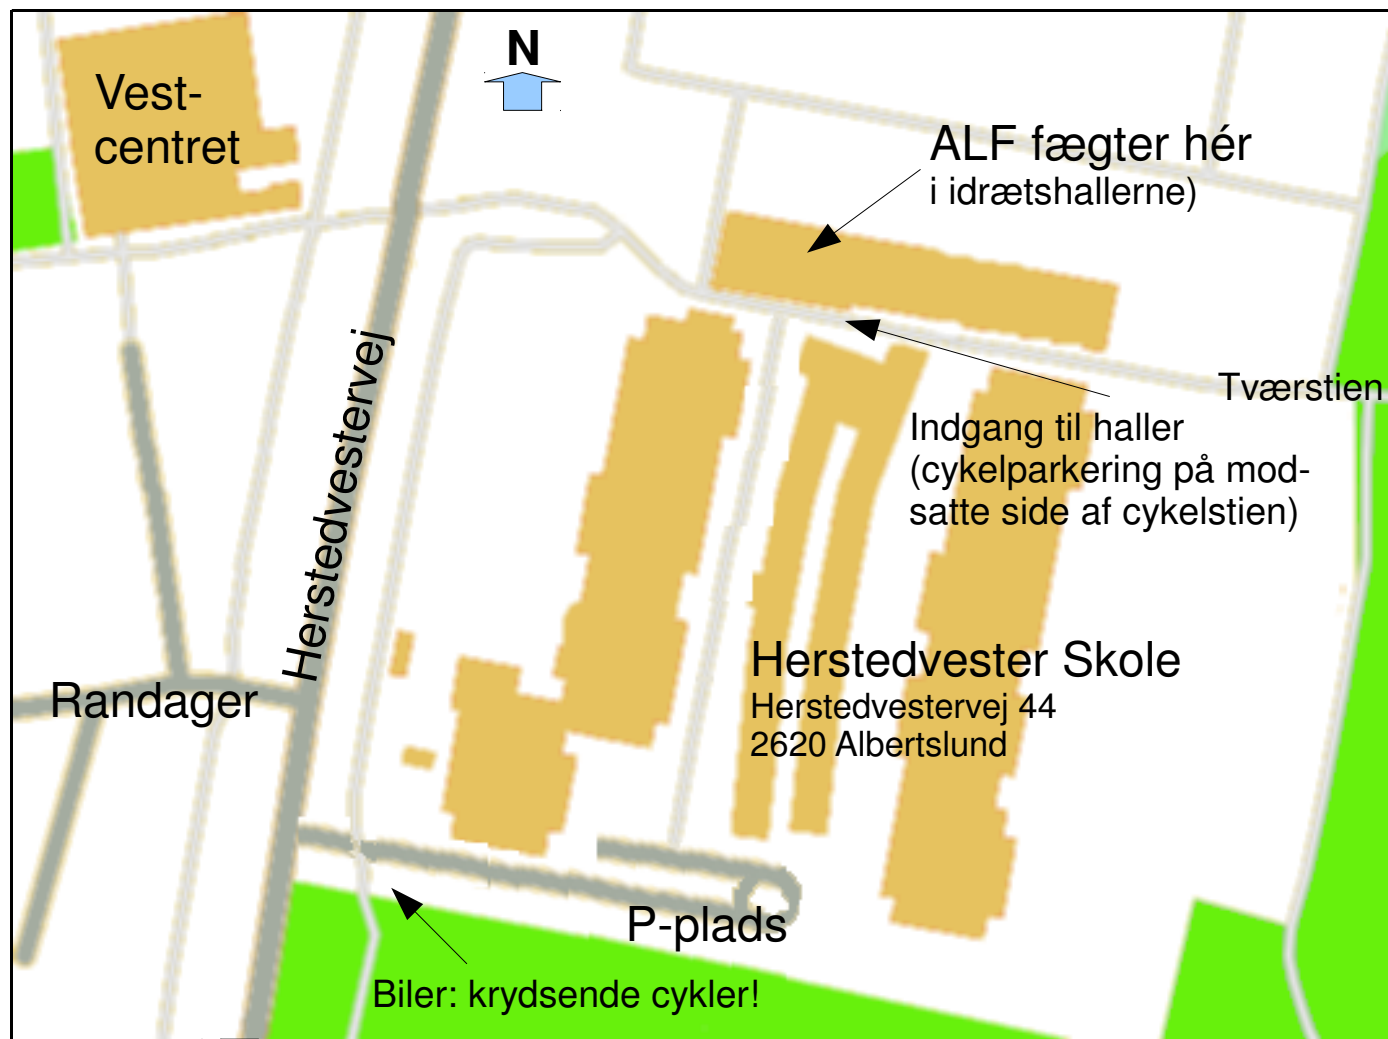 N
Vest-
centret
ALF fægter hér
i idrætshallerne)
Herstedvestervej
Tværstien
Indgang til haller
(cykelparkering på mod-
satte side af cykelstien)
Herstedvester Skole
Herstedvestervej 44
2620 Albertslund
Randager
P-plads
Biler: krydsende cykler!